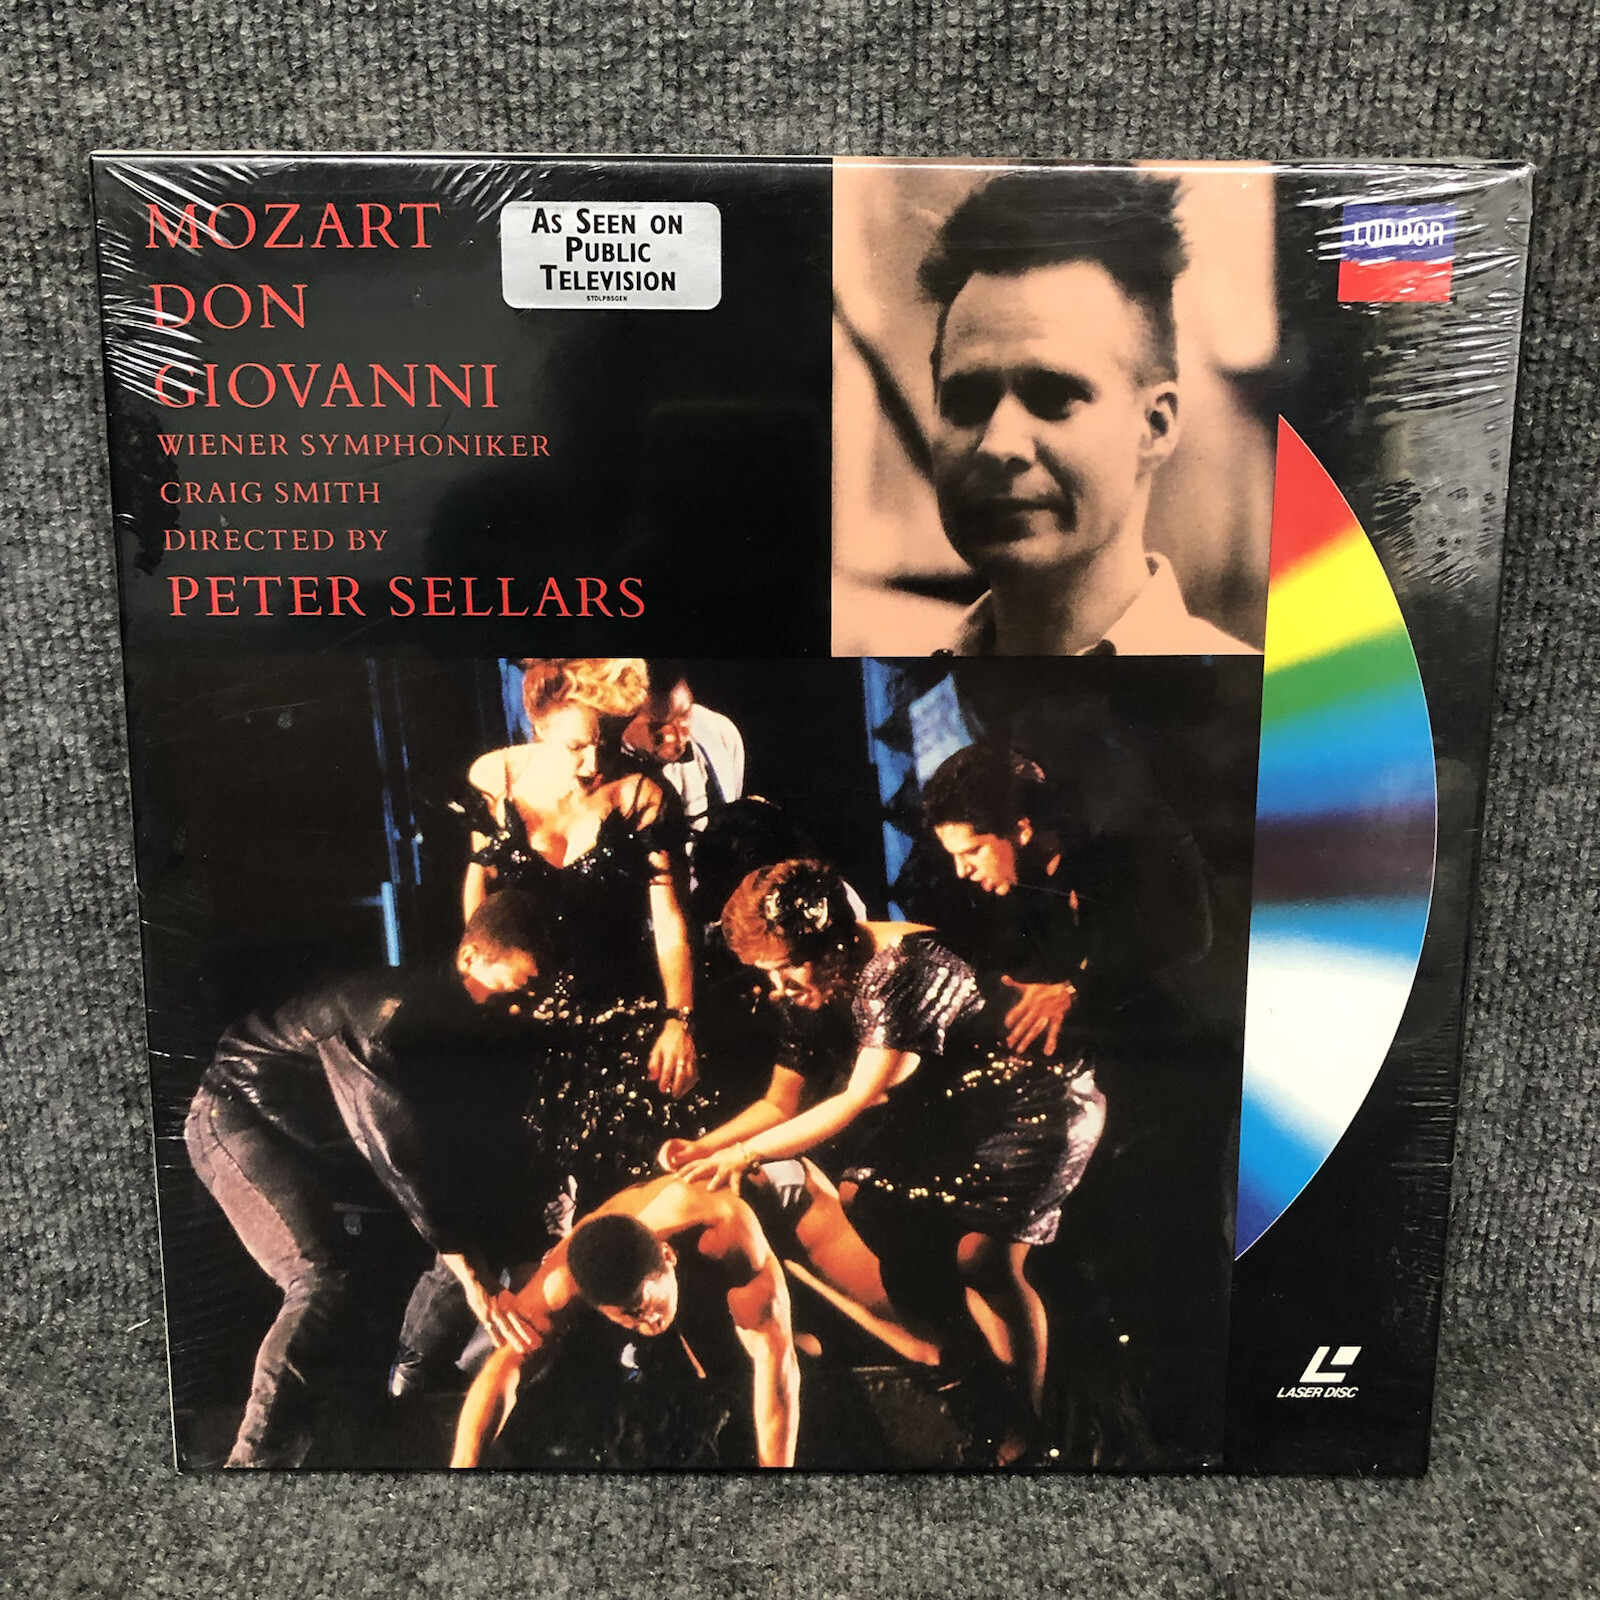 MOZART
DON
GIOVANNI
WIENER SYMPHONIKER
CRAIG SMITH
DIRECTED BY
PETER SELLARS
AS SEEN ON
PUBLIC
TELEVISION
STDLPBSGEN
LONDON
LASER DISC